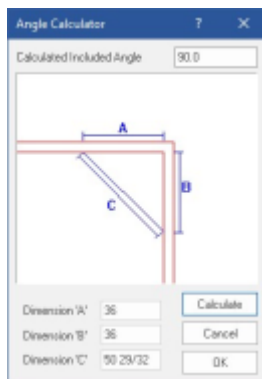 Angle Calculator ? ×
Calculated Included Angle 90.0
A
B
C
Dimension 'A' 36
Dimension 'B' 36
Dimension 'C' 50 29/32
Calculate
Cancel
OK